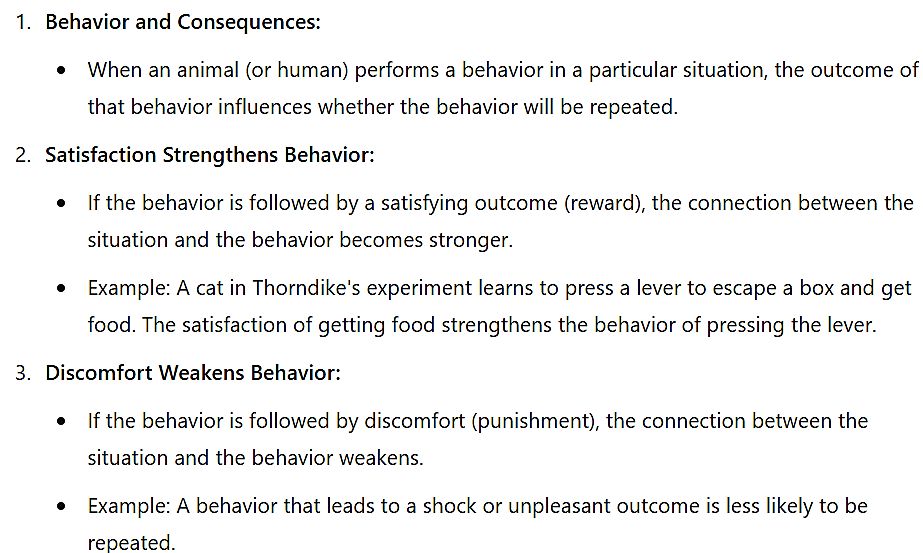 1. Behavior and Consequences:
• When an animal (or human) performs a behavior in a particular situation, the outcome of
that behavior influences whether the behavior will be repeated.
2. Satisfaction Strengthens Behavior:
• If the behavior is followed by a satisfying outcome (reward), the connection between the
situation and the behavior becomes stronger.
• Example: A cat in Thorndike's experiment learns to press a lever to escape a box and get
food. The satisfaction of getting food strengthens the behavior of pressing the lever.
3. Discomfort Weakens Behavior:
• If the behavior is followed by discomfort (punishment), the connection between the
situation and the behavior weakens.
• Example: A behavior that leads to a shock or unpleasant outcome is less likely to be
repeated.